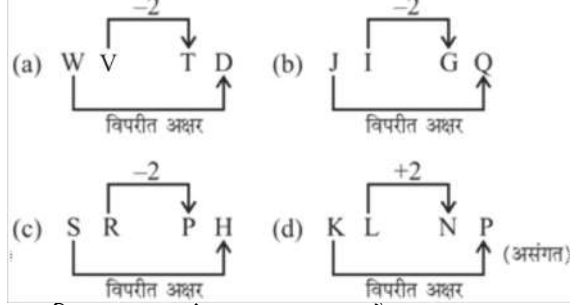 –2 –2
(a) W V T D (b) J I G Q
विपरीत अक्षर विपरीत अक्षर
–2 +2
(c) S R P H (d) K L N P
(असंगत)
विपरीत अक्षर विपरीत अक्षर